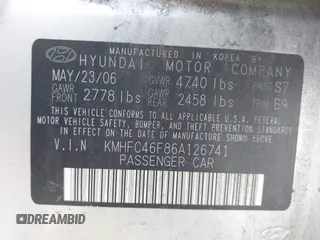 MANUFACTURED IN KOREA BY
HYUNDAI MOTOR COMPANY
MAY/23/06 GVWR 4740 lbs PAINT S7
GAWR FRONT 2778 lbs GAWR REAR 2458 lbs TRIM B9
THIS VEHICLE CONFORMS TO ALL APPLICABLE U.S.A. FEDERAL
MOTOR VEHICLE SAFETY, BUMPER, AND THEFT PREVENTION
STANDARDS IN EFFECT ON THE DATE OF MANUFACTURE SHOWN
ABOVE.
V.I.N KMHFC46F86A126741
PASSENGER CAR
DREAMBID